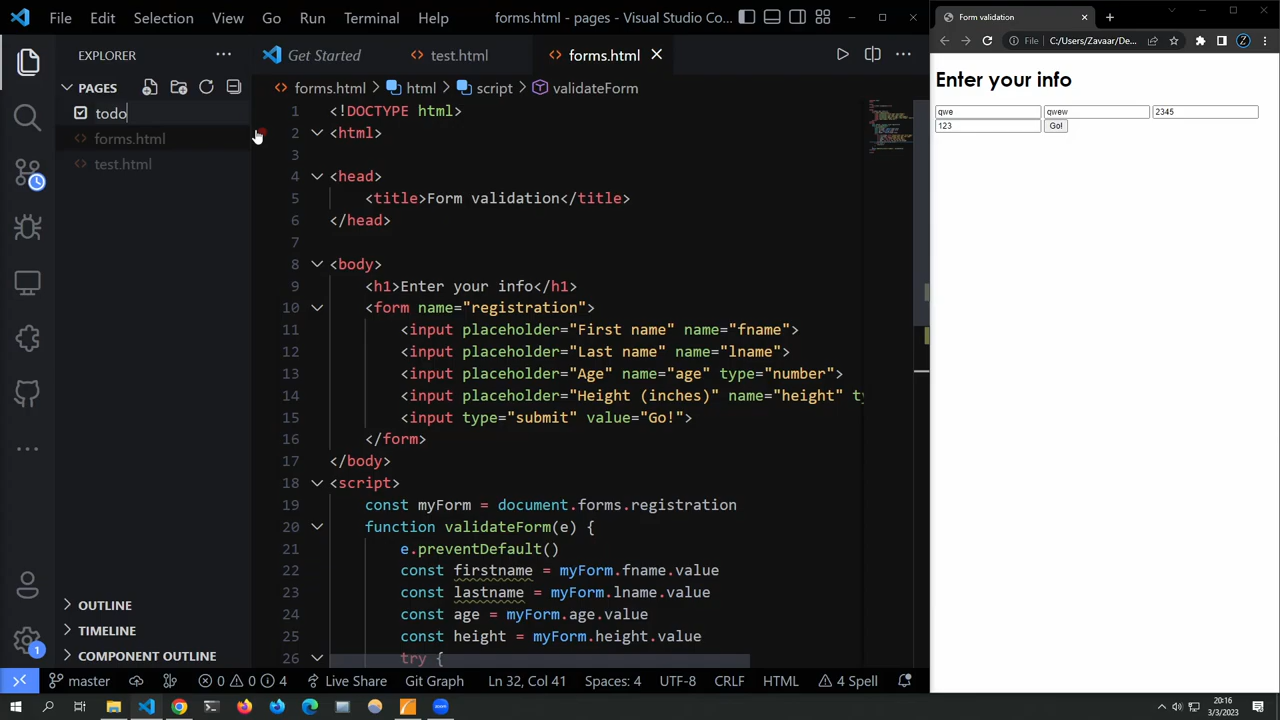 File Edit Selection View Go Run Terminal Help forms.html - pages - Visual Studio Co...
EXPLORER
Get Started
test.html
forms.html
PAGES
todo
forms.html
test.html
OUTLINE
TIMELINE
COMPONENT OUTLINE
html
script
validateForm
1 <!DOCTYPE html>
2 <html>
3
4 <head>
5 <title>Form validation</title>
6 </head>
7
8 <body>
9 <h1>Enter your info</h1>
10 <form name="registration">
11 <input placeholder="First name" name="fname">
12 <input placeholder="Last name" name="lname">
13 <input placeholder="Age" name="age" type="number">
14 <input placeholder="Height (inches)" name="height" ty
15 <input type="submit" value="Go!">
16 </form>
17 </body>
18 <script>
19 const myForm = document.forms.registration
20 function validateForm(e) {
21 e.preventDefault()
22 const firstname = myForm.fname.value
23 const lastname = myForm.lname.value
24 const age = myForm.age.value
25 const height = myForm.height.value
26 try {
1
master 0 0 4 Live Share Git Graph Ln 32, Col 41 Spaces: 4 UTF-8 CRLF HTML 4 Spell
Form validation
File C:/Users/Zavaar/De...
Z
Enter your info
qwe qwew 2345
123 Go!
20:16
3/3/2023